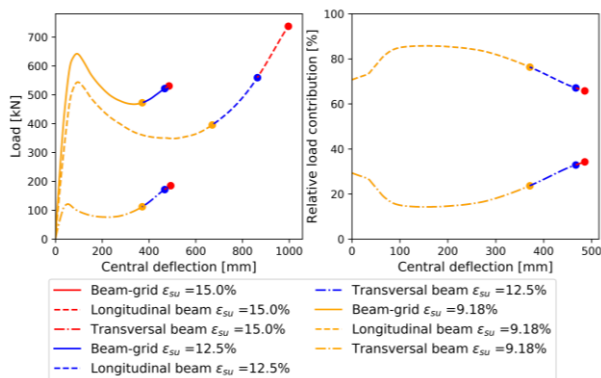 700
600
500
400
300
200
100
0
Load [kN]
0 200 400 600 800 1000
Central deflection [mm]
100
80
60
40
20
0
Relative load contribution [%]
0 100 200 300 400 500
Central deflection [mm]
Beam-grid εsu =15.0%
Longitudinal beam εsu =15.0%
Transversal beam εsu =15.0%
Beam-grid εsu =12.5%
Longitudinal beam εsu =12.5%
Transversal beam εsu =12.5%
Beam-grid εsu =9.18%
Longitudinal beam εsu =9.18%
Transversal beam εsu =9.18%